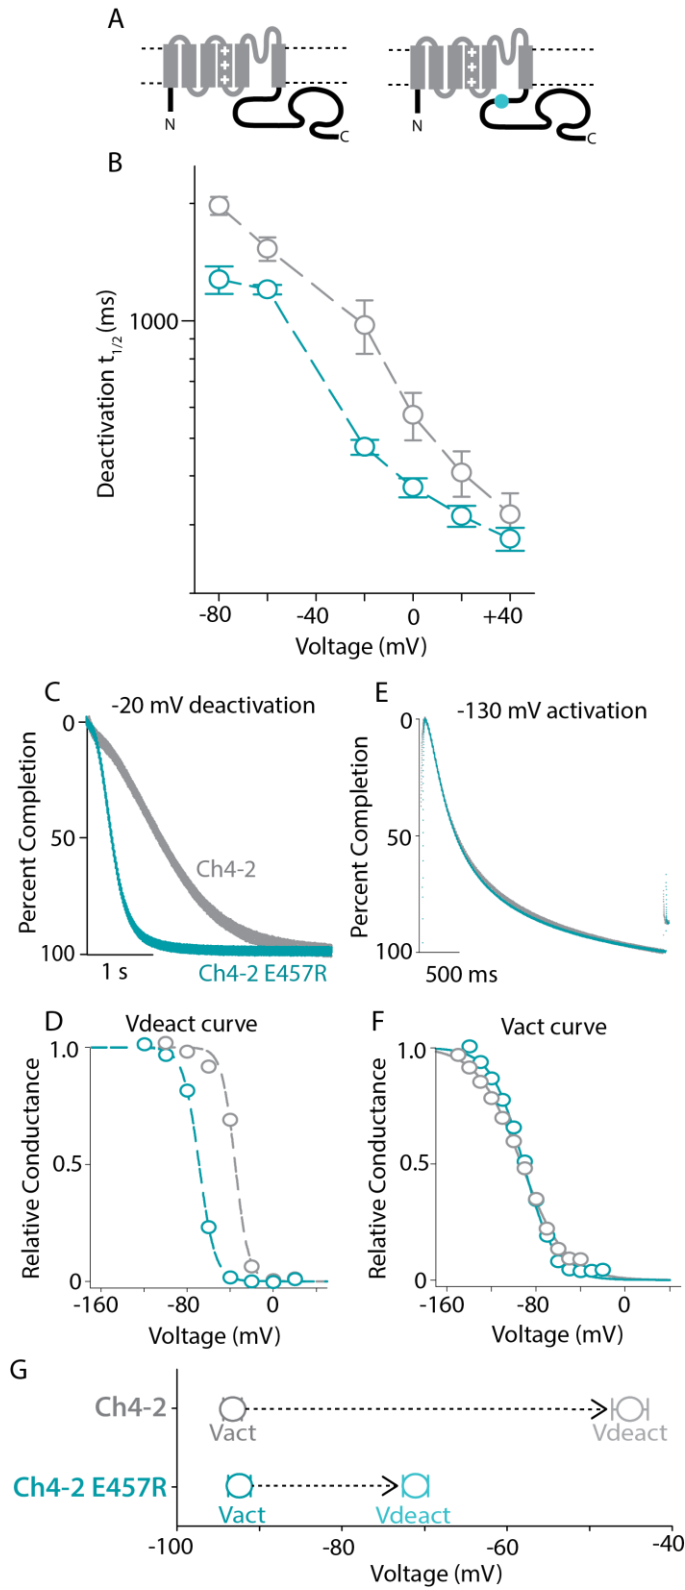 A
+ +
+ +
+ +
N C N C
B
Deactivation t1/2 (ms)
1000
-80 -40 0 +40
Voltage (mV)
C -20 mV deactivation
Percent Completion
0
50
100
Ch4-2
Ch4-2 E457R
1 s
E -130 mV activation
Percent Completion
0
50
100
500 ms
D Vdeact curve
Relative Conductance
1.0
0.5
0
-160 -80 0
Voltage (mV)
F Vact curve
Relative Conductance
1.0
0.5
0
-160 -80 0
Voltage (mV)
G
Ch4-2
Vact Vdeact
Ch4-2 E457R
Vact Vdeact
-100 -80 -60 -40
Voltage (mV)